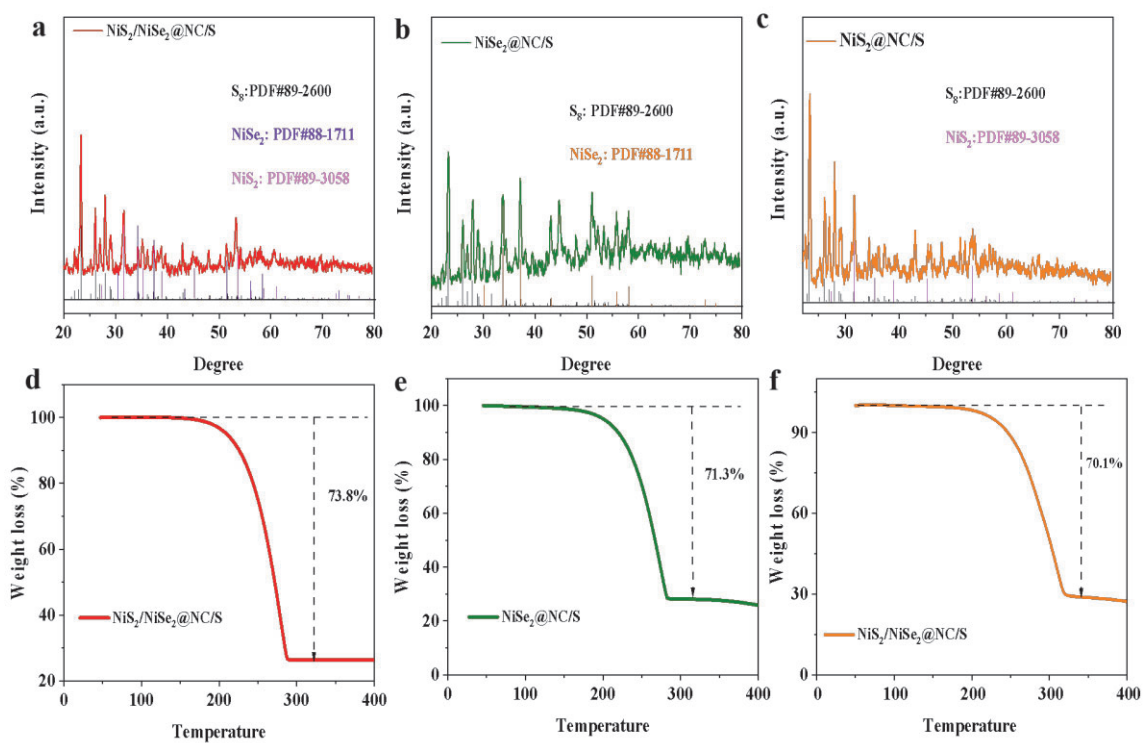 a
NiS₂/NiSe₂@NC/S
S₈:PDF#89-2600
NiSe₂: PDF#88-1711
NiS₂: PDF#89-3058
Intensity (a.u.)
20 30 40 50 60 70 80
Degree
b
NiSe₂@NC/S
S₈: PDF#89-2600
NiSe₂: PDF#88-1711
Intensity (a.u.)
20 30 40 50 60 70 80
Degree
c
NiS₂@NC/S
S₈:PDF#89-2600
NiS₂:PDF#89-3058
Intensity (a.u.)
30 40 50 60 70 80
Degree
d
100
80
60
40
20
Weight loss (%)
73.8%
NiS₂/NiSe₂@NC/S
0 100 200 300 400
Temperature
e
100
80
60
40
20
0
Weight loss (%)
71.3%
NiSe₂@NC/S
0 100 200 300 400
Temperature
f
90
60
30
0
Weight loss (%)
70.1%
NiS₂/NiSe₂@NC/S
0 100 200 300 400
Temperature